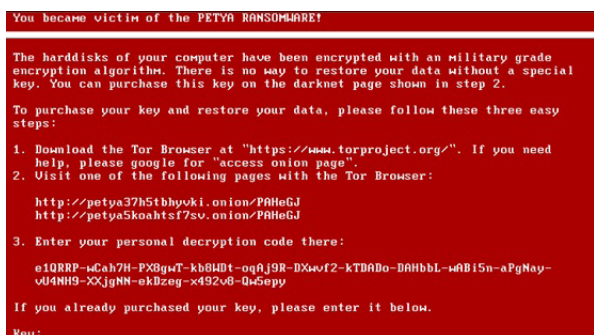 You became victim of the PETYA RANSOMWARE!
The harddisks of your computer have been encrypted with an military grade
encryption algorithm. There is no way to restore your data without a special
key. You can purchase this key on the darknet page shown in step 2.
To purchase your key and restore your data, please follow these three easy
steps:
1. Download the Tor Browser at "https://www.torproject.org/". If you need
help, please google for "access onion page".
2. Visit one of the following pages with the Tor Browser:
http://petya37h5tbhyvki.onion/PAHeGJ
http://petya5koahtsf7sv.onion/PAHeGJ
3. Enter your personal decryption code there:
e1QRRP-wCah7H-PX8gwT-kb8WDt-oqAj9R-DXwvf2-kTDADo-DAHbbL-wABi5n-aPgNay-
vU4NH9-XXjgNN-ekDzeg-x492v8-Qw5epy
If you already purchased your key, please enter it below.
Key: